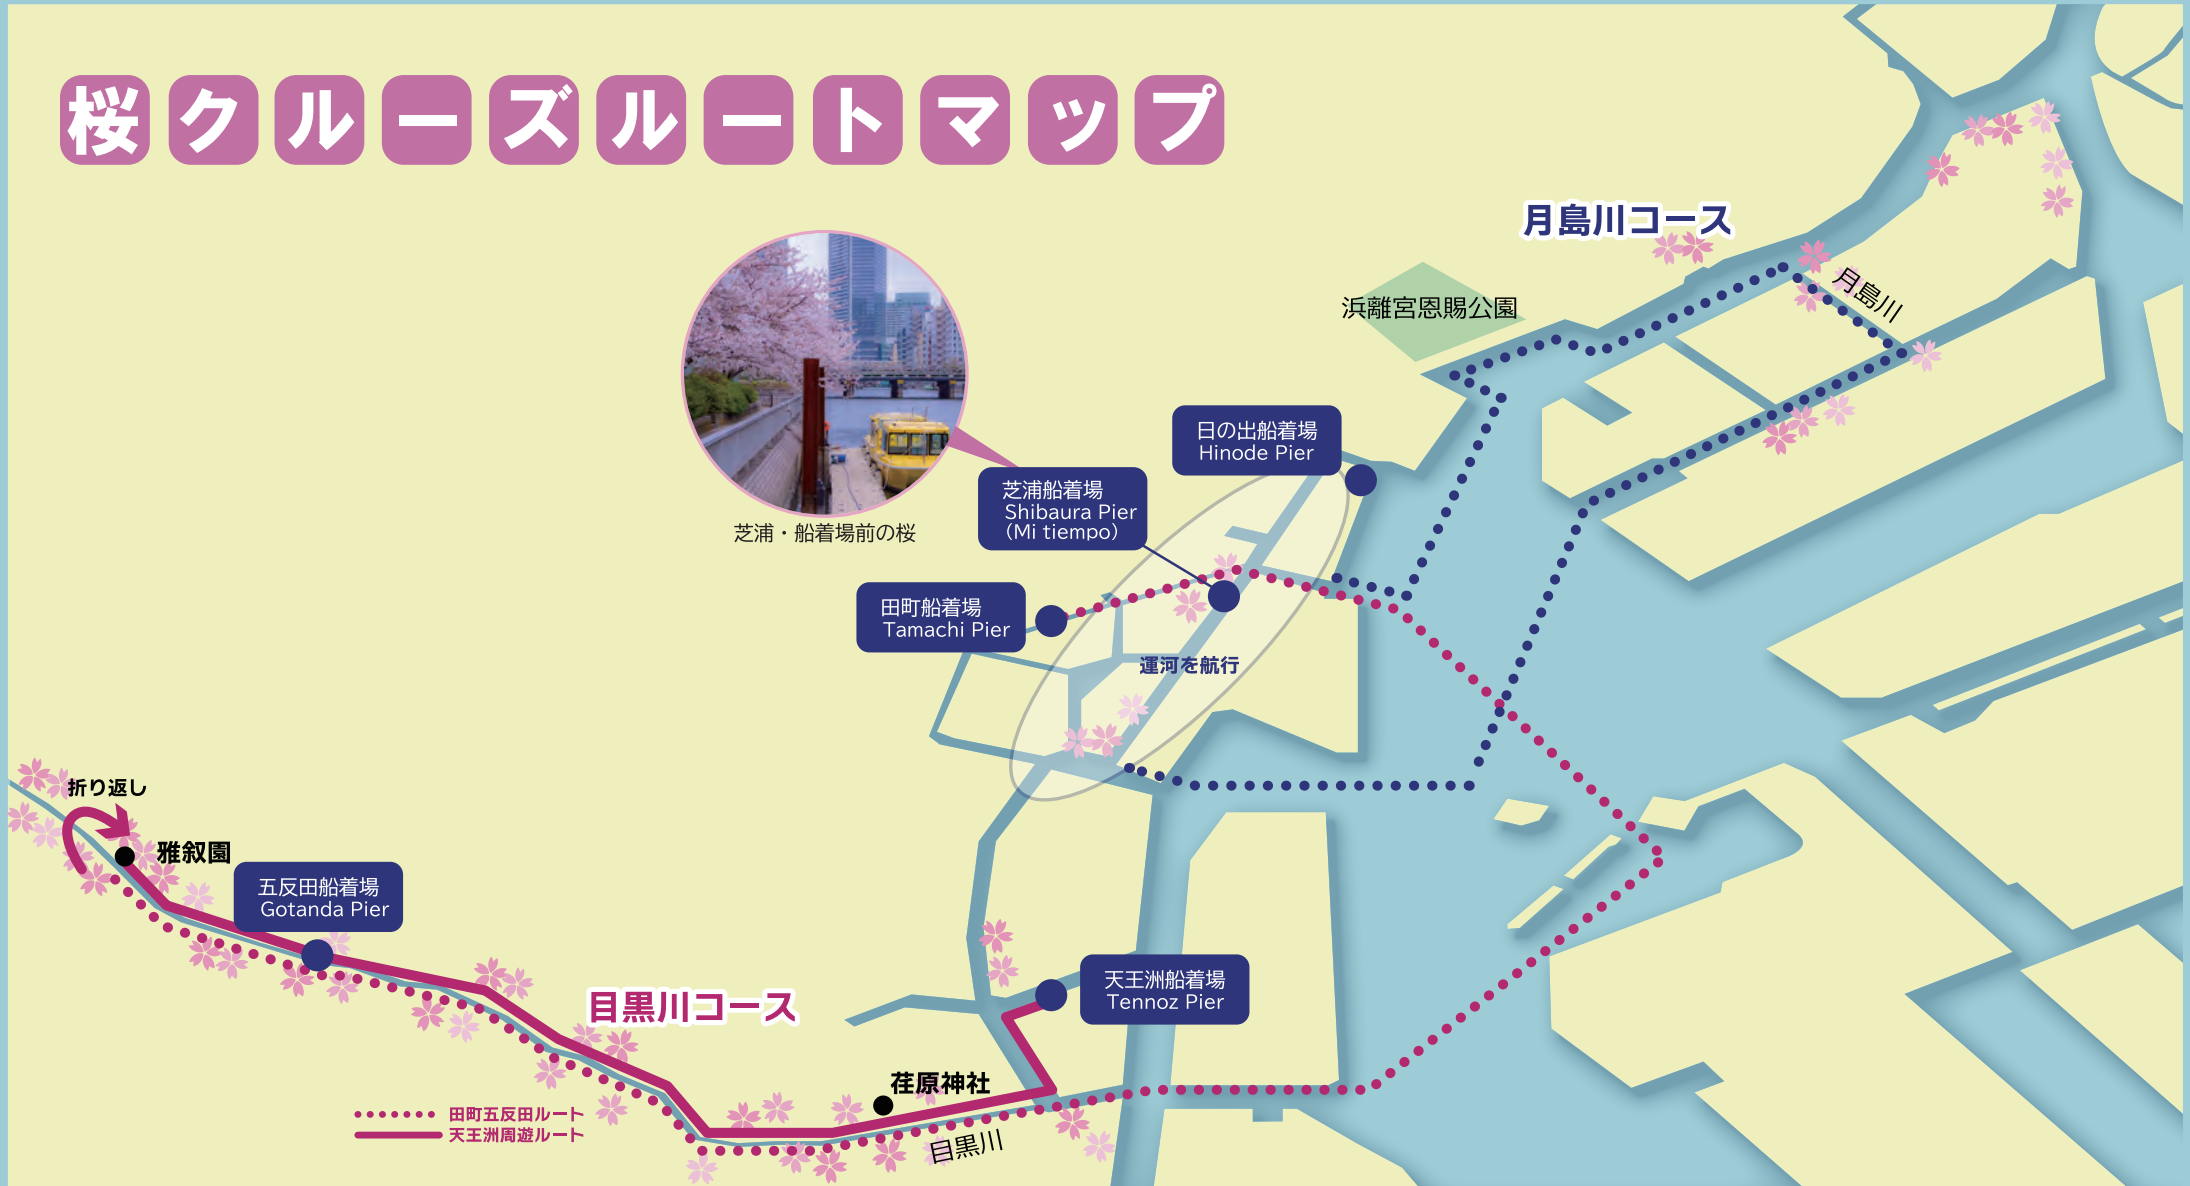 桜クルーズルートマップ
月島川コース
月島川
浜離宮恩賜公園
日の出船着場
Hinode Pier
芝浦船着場
Shibaura Pier
(Mi tiempo)
芝浦・船着場前の桜
田町船着場
Tamachi Pier
運河を航行
折り返し
雅叙園
五反田船着場
Gotanda Pier
天王洲船着場
Tennoz Pier
目黒川コース
荏原神社
目黒川
田町五反田ルート
天王洲周遊ルート